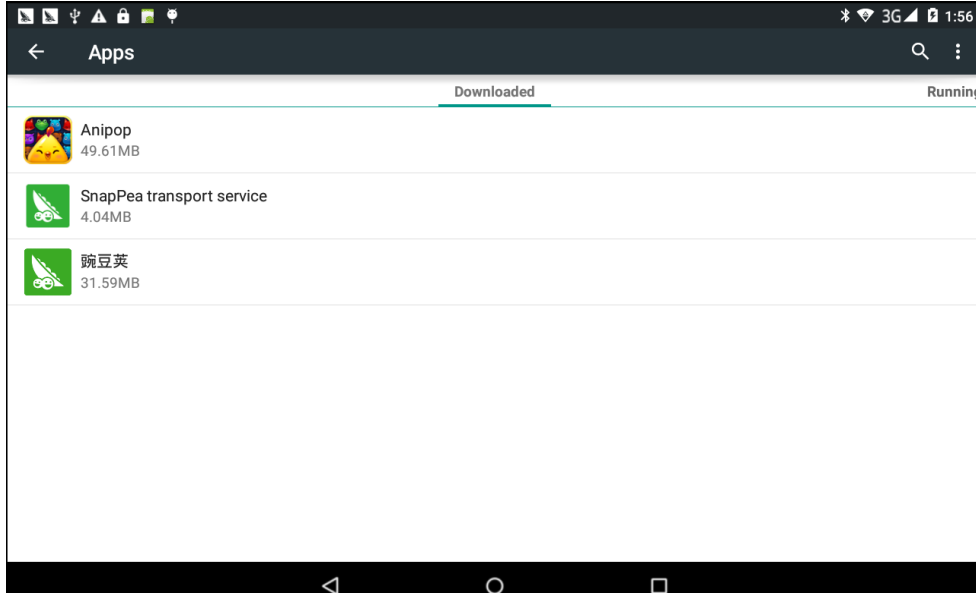 3G 1:56
Apps
Downloaded
Running
Anipop
49.61MB
SnapPea transport service
4.04MB
豌豆荚
31.59MB